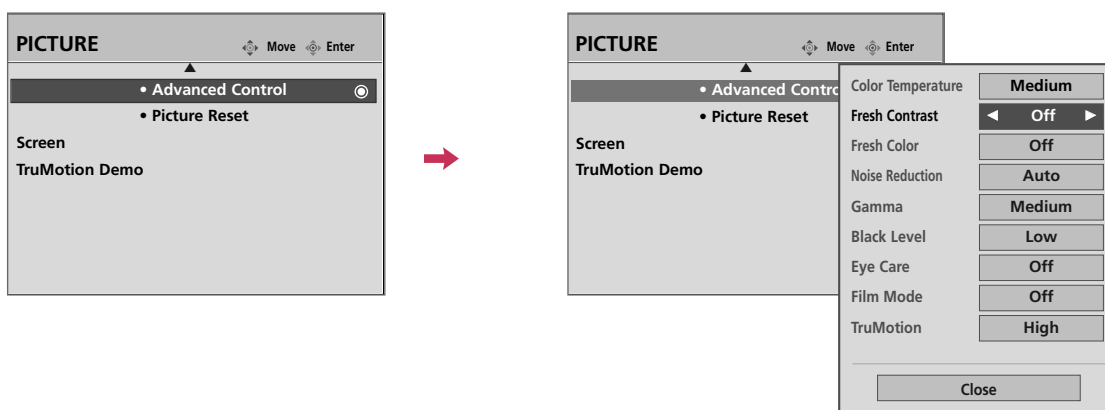 PICTURE Move Enter
• Advanced Control
• Picture Reset
Screen
TruMotion Demo
PICTURE Move Enter
• Advanced Contro
• Picture Reset
Screen
TruMotion Demo
Color Temperature Medium
Fresh Contrast Off
Fresh Color Off
Noise Reduction Auto
Gamma Medium
Black Level Low
Eye Care Off
Film Mode Off
TruMotion High
Close